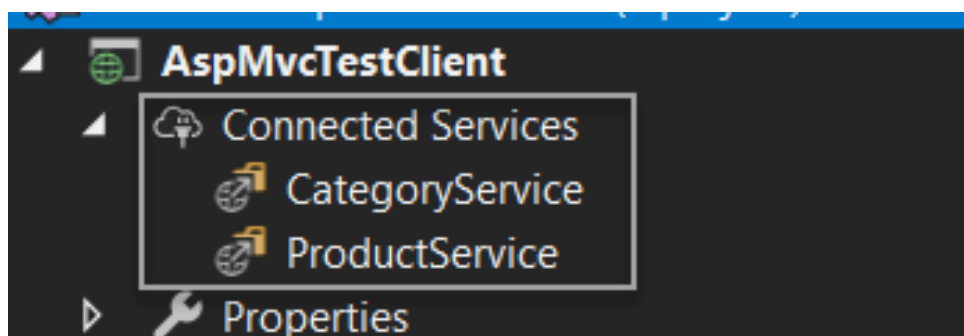 AspMvcTestClient
Connected Services
CategoryService
ProductService
Properties